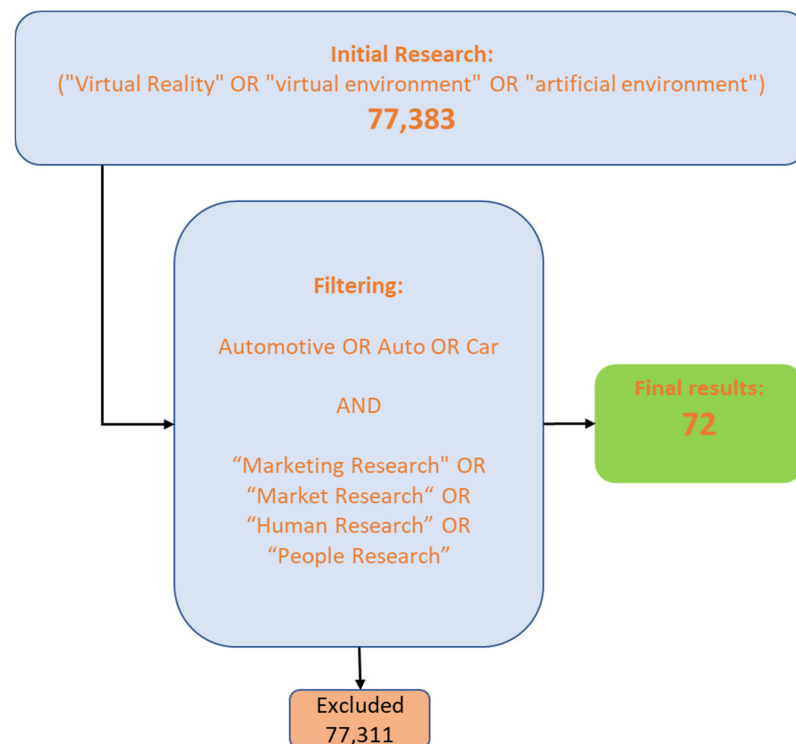 Initial Research:
("Virtual Reality" OR "virtual environment" OR "artificial environment")
77,383
Filtering:
Automotive OR Auto OR Car
AND
“Marketing Research" OR
“Market Research“ OR
“Human Research” OR
“People Research”
Final results:
72
Excluded
77,311